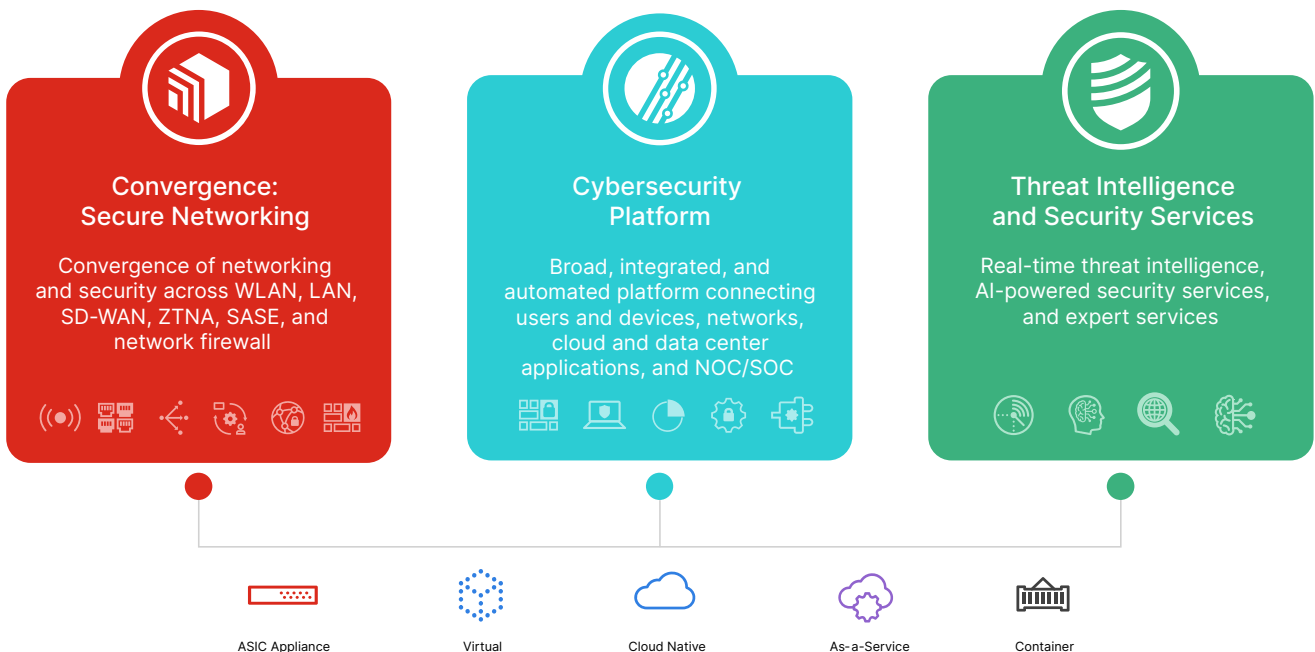 Convergence:
Secure Networking
Convergence of networking
and security across WLAN, LAN,
SD-WAN, ZTNA, SASE, and
network firewall
Cybersecurity
Platform
Broad, integrated, and
automated platform connecting
users and devices, networks,
cloud and data center
applications, and NOC/SOC
Threat Intelligence
and Security Services
Real-time threat intelligence,
AI-powered security services,
and expert services
ASIC Appliance
Virtual
Cloud Native
As-a-Service
Container